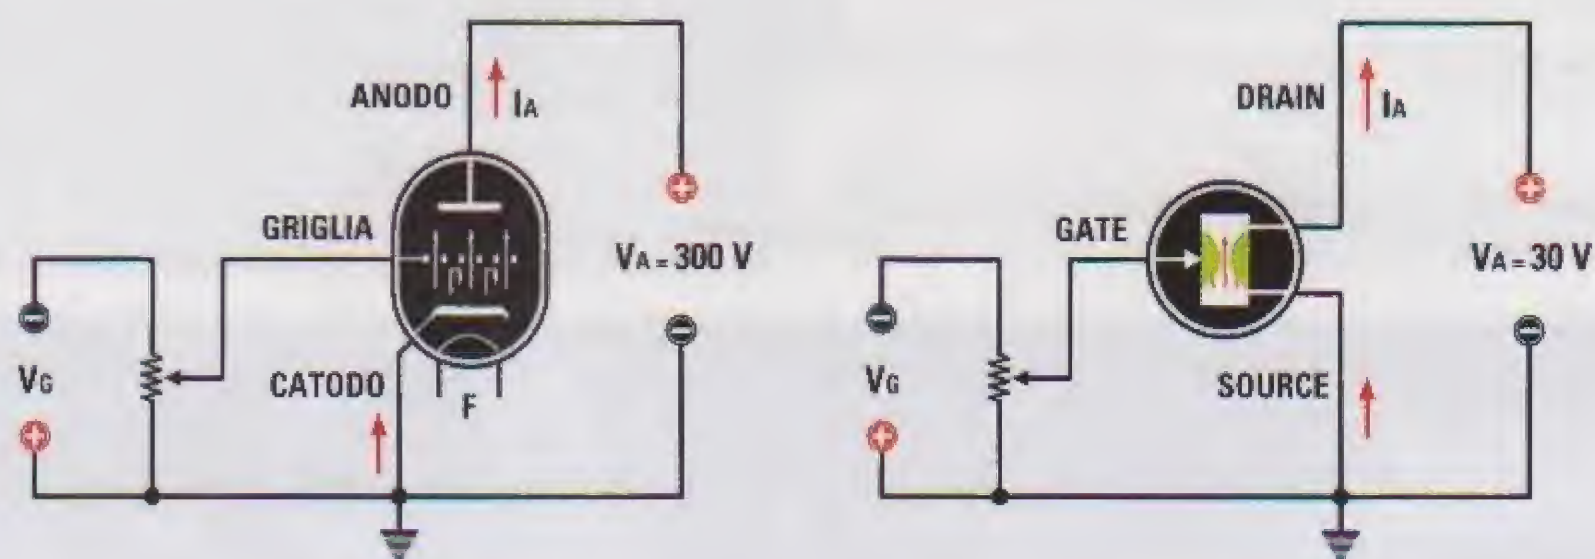 ANODO
IA
GRIGLIA
VA = 300 V
VG
CATODO
F
DRAIN
IA
GATE
VA = 30 V
VG
SOURCE